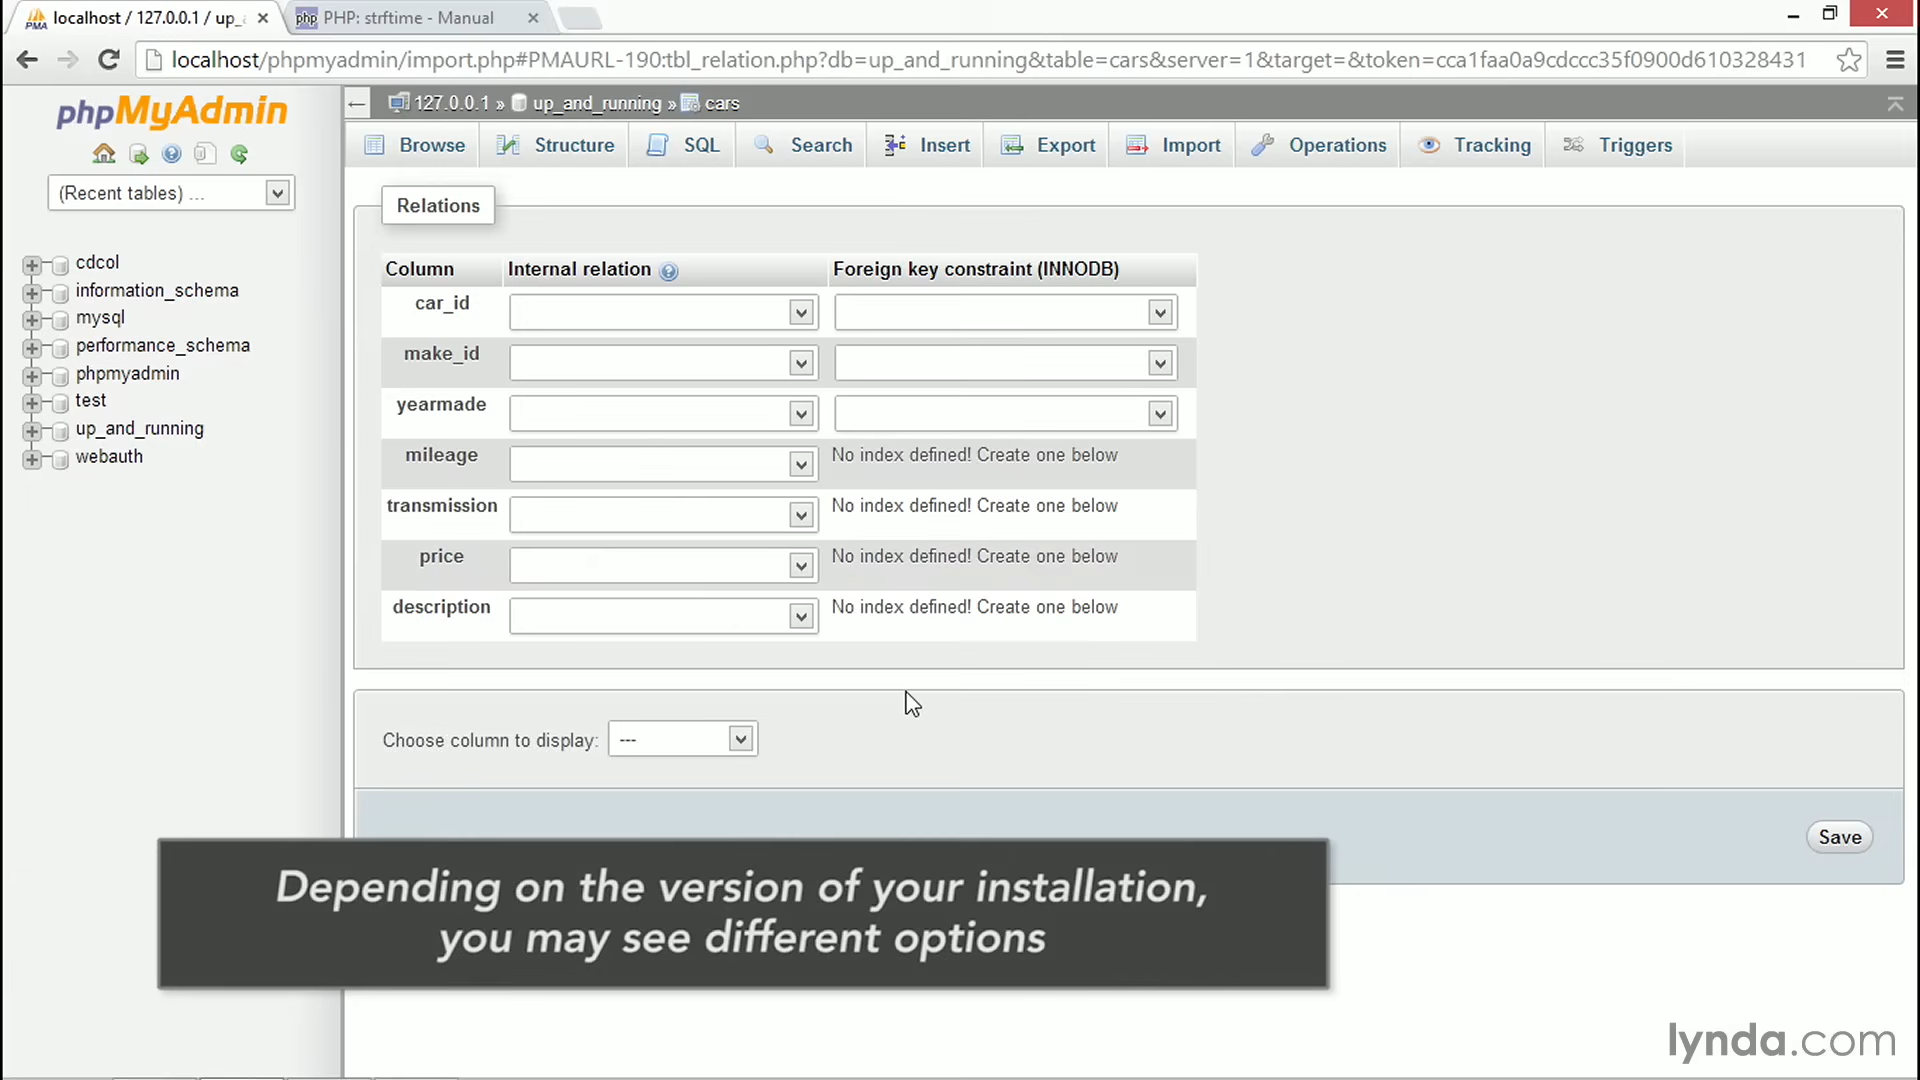 localhost / 127.0.0.1 / up_
PHP: strftime - Manual
localhost/phpmyadmin/import.php#PMAURL-190:tbl_relation.php?db=up_and_running&table=cars&server=1&target=&token=cca1faa0a9cdccc35f0900d610328431
phpMyAdmin
(Recent tables) ...
cdcol
information_schema
mysql
performance_schema
phpmyadmin
test
up_and_running
webauth
127.0.0.1 » up_and_running » cars
Browse Structure SQL Search Insert Export Import Operations Tracking Triggers
Relations
Column Internal relation Foreign key constraint (INNODB)
car_id
make_id
yearmade
mileage No index defined! Create one below
transmission No index defined! Create one below
price No index defined! Create one below
description No index defined! Create one below
Choose column to display: ---
Save
Depending on the version of your installation,
you may see different options
lynda.com